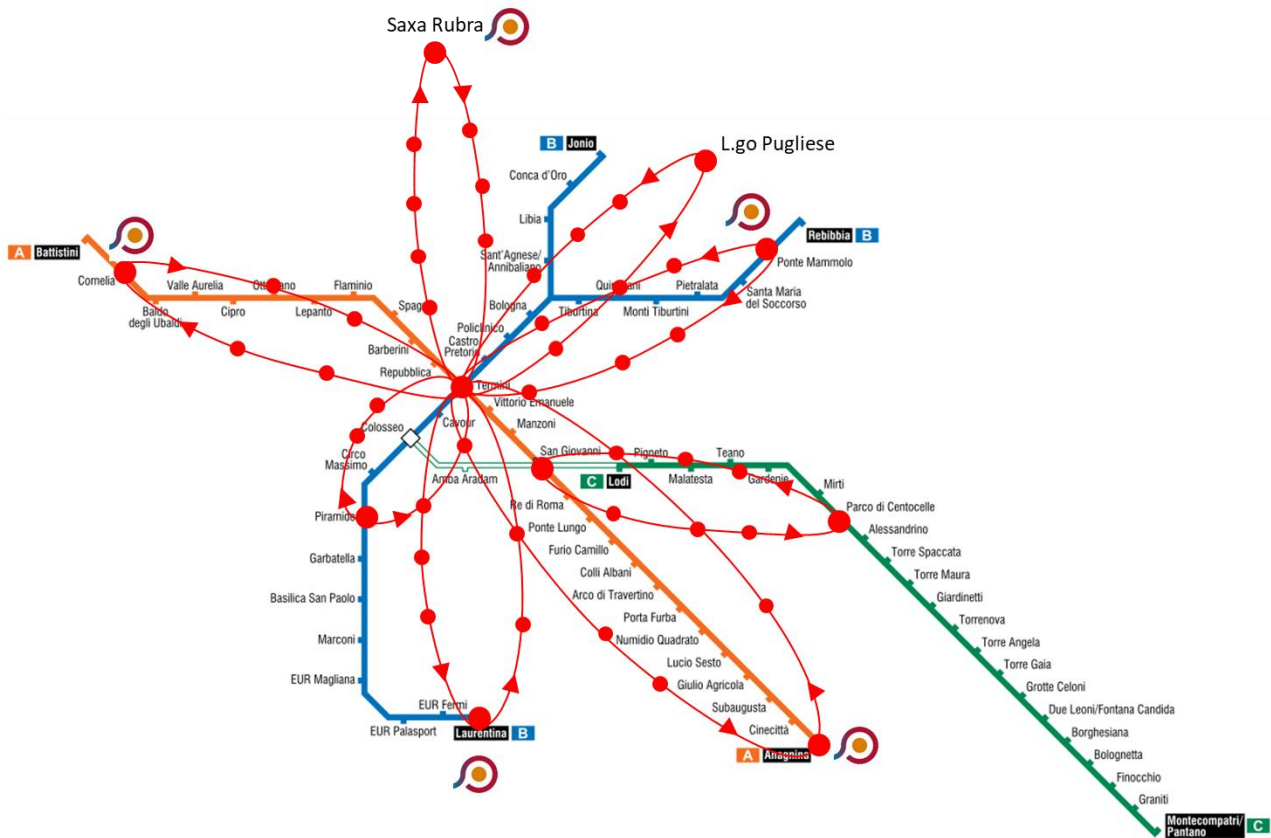 Saxa Rubra
L.go Pugliese
B Jonio
Conca d'Oro
Libia
Sant'Agnese/
Annibaliano
Rebibbia B
Ponte Mammolo
Santa Maria
del Soccorso
Pietralata
Monti Tiburtini
Quintiliani
Tiburtina
Bologna
Policlinico
Castro
Pretorio
A Battistini
Cornelia
Valle Aurelia
Baldo
degli Ubaldi
Cipro
Ottaviano
Lepanto
Flaminio
Spagna
Barberini
Repubblica
Termini
Vittorio Emanuele
Manzoni
Cavour
Colosseo
Circo
Massimo
Amba Aradam
San Giovanni
C Lodi
Pigneto
Malatesta
Teano
Gardenie
Mirti
Parco di Centocelle
Alessandrino
Torre Spaccata
Torre Maura
Giardinetti
Torrenova
Torre Angela
Torre Gaia
Grotte Celoni
Due Leoni/Fontana Candida
Borghesiana
Bolognetta
Finocchio
Graniti
Montecompatri/
Pantano C
Re di Roma
Ponte Lungo
Furio Camillo
Colli Albani
Arco di Travertino
Porta Furba
Numidio Quadrato
Lucio Sesto
Giulio Agricola
Subaugusta
Cinecittà
A Anagnina
Piramide
Garbatella
Basilica San Paolo
Marconi
EUR Magliana
EUR Palasport
EUR Fermi
Laurentina B